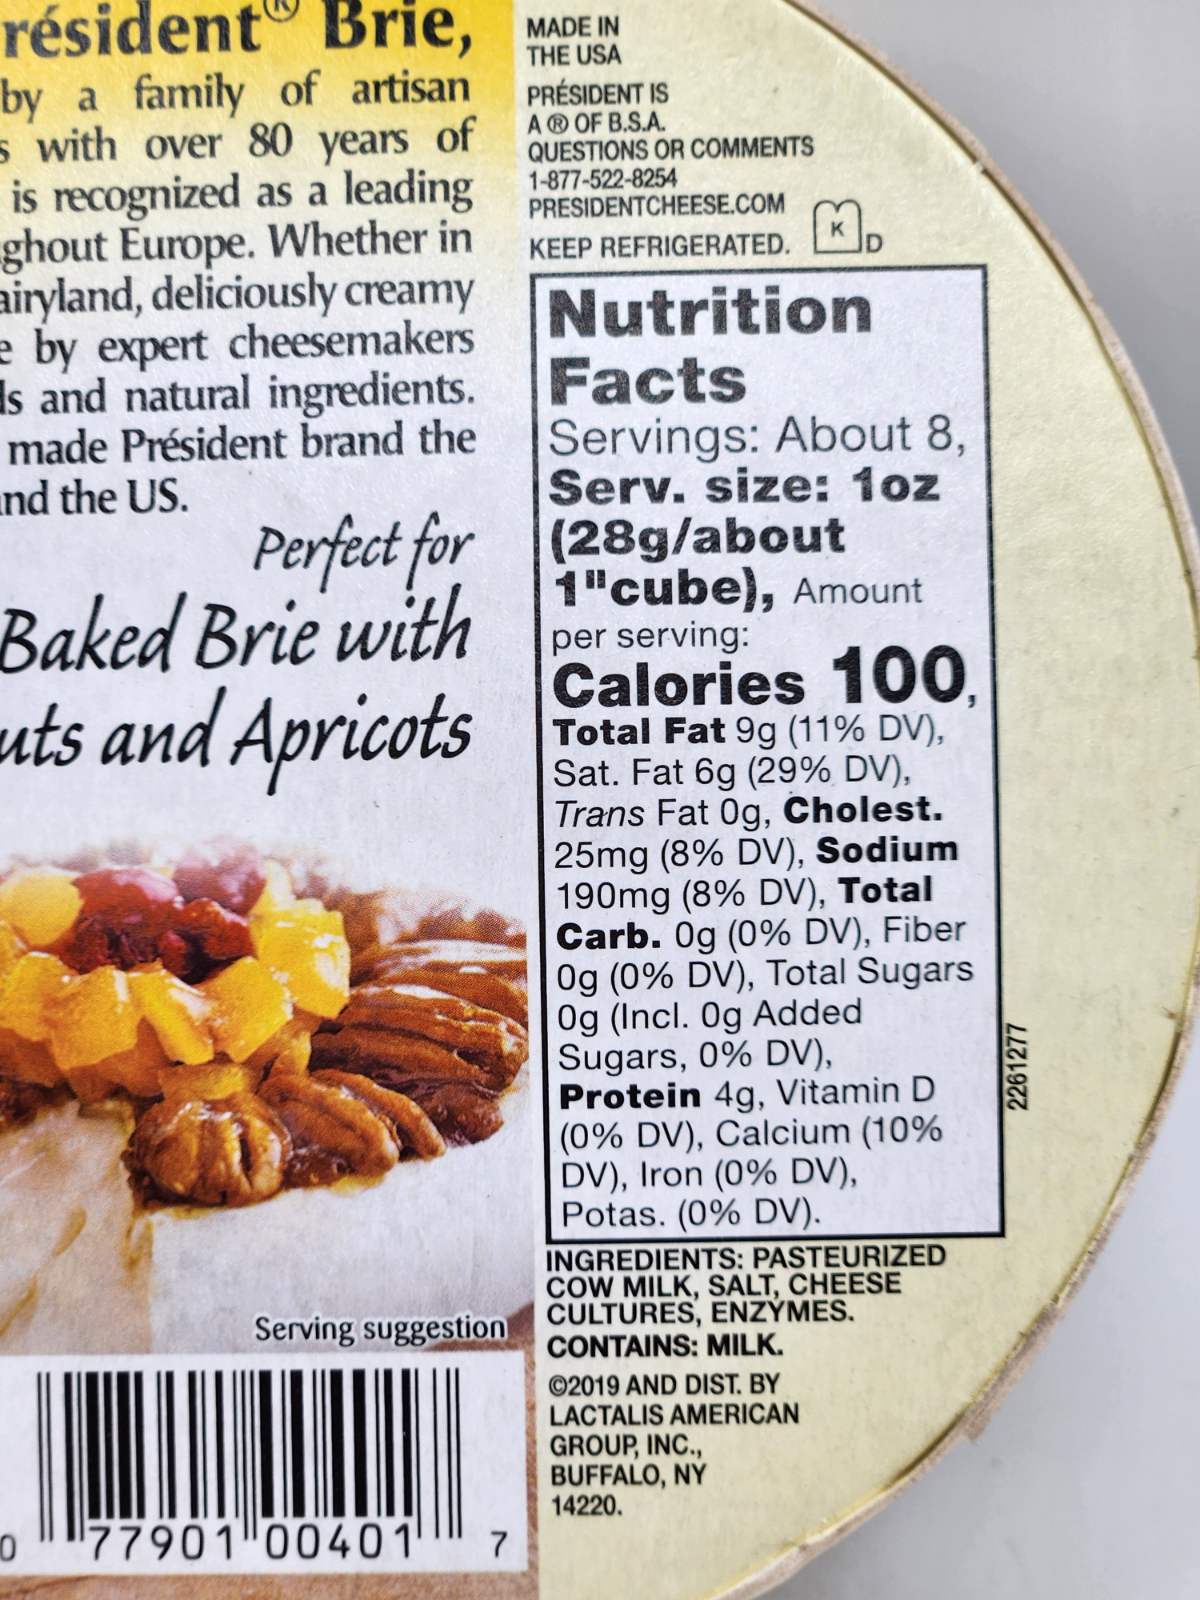 résident® Brie,
by a family of artisan
s with over 80 years of
is recognized as a leading
ghout Europe. Whether in
airyland, deliciously creamy
e by expert cheesemakers
ls and natural ingredients.
made Président brand the
and the US.
Perfect for
Baked Brie with
uts and Apricots
Serving suggestion
0 77901 00401 7
MADE IN
THE USA
PRÉSIDENT IS
A ® OF B.S.A.
QUESTIONS OR COMMENTS
1-877-522-8254
PRESIDENTCHEESE.COM
KEEP REFRIGERATED.
K D
Nutrition
Facts
Servings: About 8,
Serv. size: 1oz
(28g/about
1"cube), Amount
per serving:
Calories 100,
Total Fat 9g (11% DV),
Sat. Fat 6g (29% DV),
Trans Fat 0g, Cholest.
25mg (8% DV), Sodium
190mg (8% DV), Total
Carb. 0g (0% DV), Fiber
0g (0% DV), Total Sugars
0g (Incl. 0g Added
Sugars, 0% DV),
Protein 4g, Vitamin D
(0% DV), Calcium (10%
DV), Iron (0% DV),
Potas. (0% DV).
2261277
INGREDIENTS: PASTEURIZED
COW MILK, SALT, CHEESE
CULTURES, ENZYMES.
CONTAINS: MILK.
©2019 AND DIST. BY
LACTALIS AMERICAN
GROUP, INC.,
BUFFALO, NY
14220.